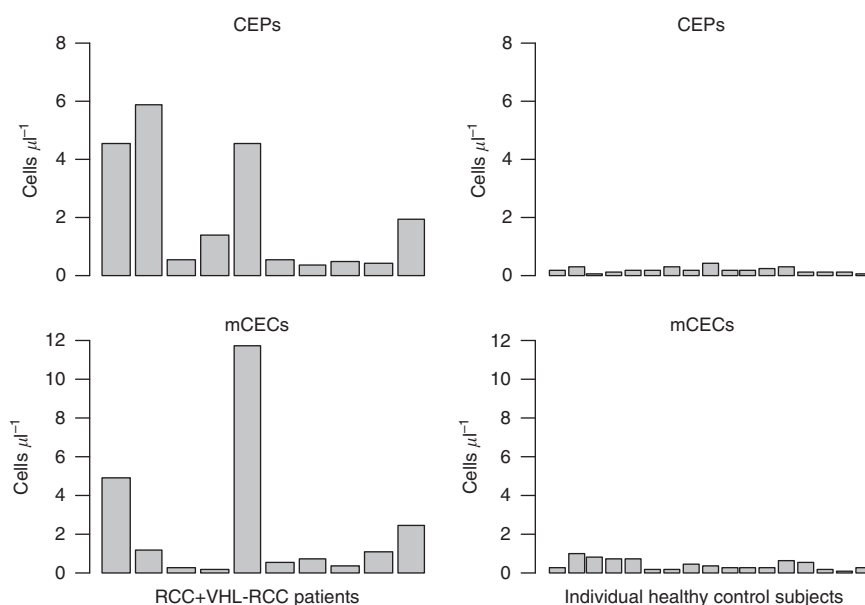 CEPs
8
6
4
2
0
Cells μl⁻¹
CEPs
8
6
4
2
0
Cells μl⁻¹
mCECs
12
10
8
6
4
2
0
Cells μl⁻¹
RCC+VHL-RCC patients
mCECs
12
10
8
6
4
2
0
Cells μl⁻¹
Individual healthy control subjects